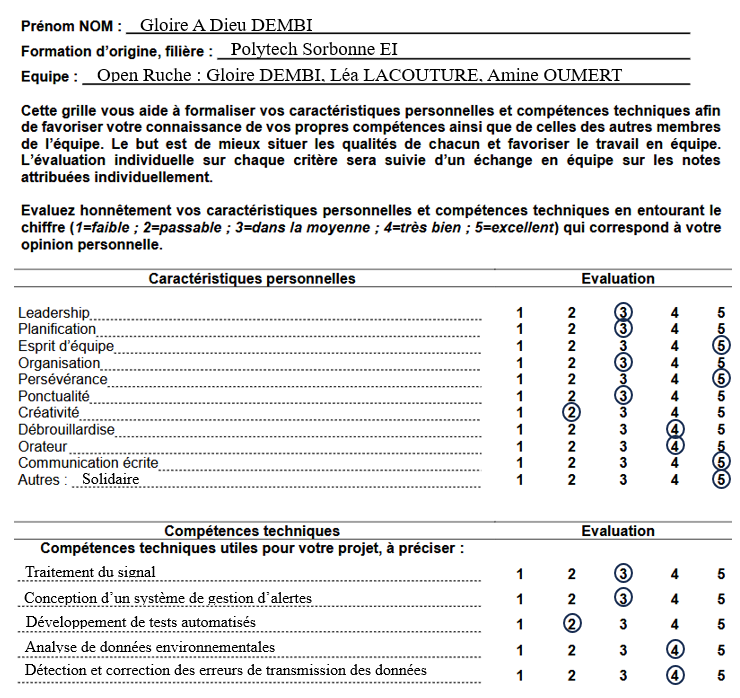 Prénom NOM : Gloire A Dieu DEMBI
Formation d'origine, filière : Polytech Sorbonne EI
Equipe : Open Ruche : Gloire DEMBI, Léa LACOUTURE, Amine OUMERT
Cette grille vous aide à formaliser vos caractéristiques personnelles et compétences techniques afin
de favoriser votre connaissance de vos propres compétences ainsi que de celles des autres membres
de l'équipe. Le but est de mieux situer les qualités de chacun et favoriser le travail en équipe.
L'évaluation individuelle sur chaque critère sera suivie d'un échange en équipe sur les notes
attribuées individuellement.
Evaluez honnêtement vos caractéristiques personnelles et compétences techniques en entourant le
chiffre (1=faible ; 2=passable ; 3=dans la moyenne ; 4=très bien ; 5=excellent) qui correspond à votre
opinion personnelle.
Caractéristiques personnelles Evaluation
Leadership 1 2 3 4 5
Planification 1 2 3 4 5
Esprit d'équipe 1 2 3 4 5
Organisation 1 2 3 4 5
Persévérance 1 2 3 4 5
Ponctualité 1 2 3 4 5
Créativité 1 2 3 4 5
Débrouillardise 1 2 3 4 5
Orateur 1 2 3 4 5
Communication écrite 1 2 3 4 5
Autres : Solidaire 1 2 3 4 5
Compétences techniques Evaluation
Compétences techniques utiles pour votre projet, à préciser :
Traitement du signal 1 2 3 4 5
Conception d'un système de gestion d'alertes 1 2 3 4 5
Développement de tests automatisés 1 2 3 4 5
Analyse de données environnementales 1 2 3 4 5
Détection et correction des erreurs de transmission des données 1 2 3 4 5